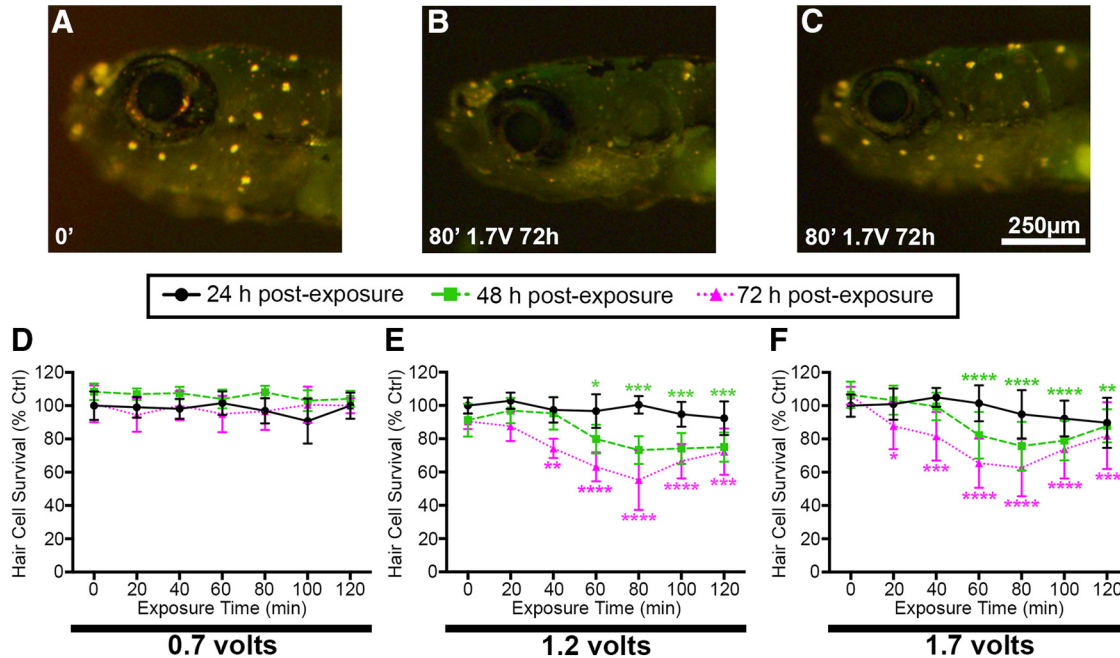 A
B
C
0’
80’ 1.7V 72h
80’ 1.7V 72h
250µm
24 h post-exposure
48 h post-exposure
72 h post-exposure
D
E
F
Hair Cell Survival (% Ctrl)
120
100
80
60
40
20
0
0 20 40 60 80 100 120
Exposure Time (min)
0.7 volts
Hair Cell Survival (% Ctrl)
120
100
80
60
40
20
0
* *** *** ***
** **** **** **** ***
0 20 40 60 80 100 120
Exposure Time (min)
1.2 volts
Hair Cell Survival (% Ctrl)
120
100
80
60
40
20
0
**** **** **** **
* *** **** **** **** ***
0 20 40 60 80 100 120
Exposure Time (min)
1.7 volts